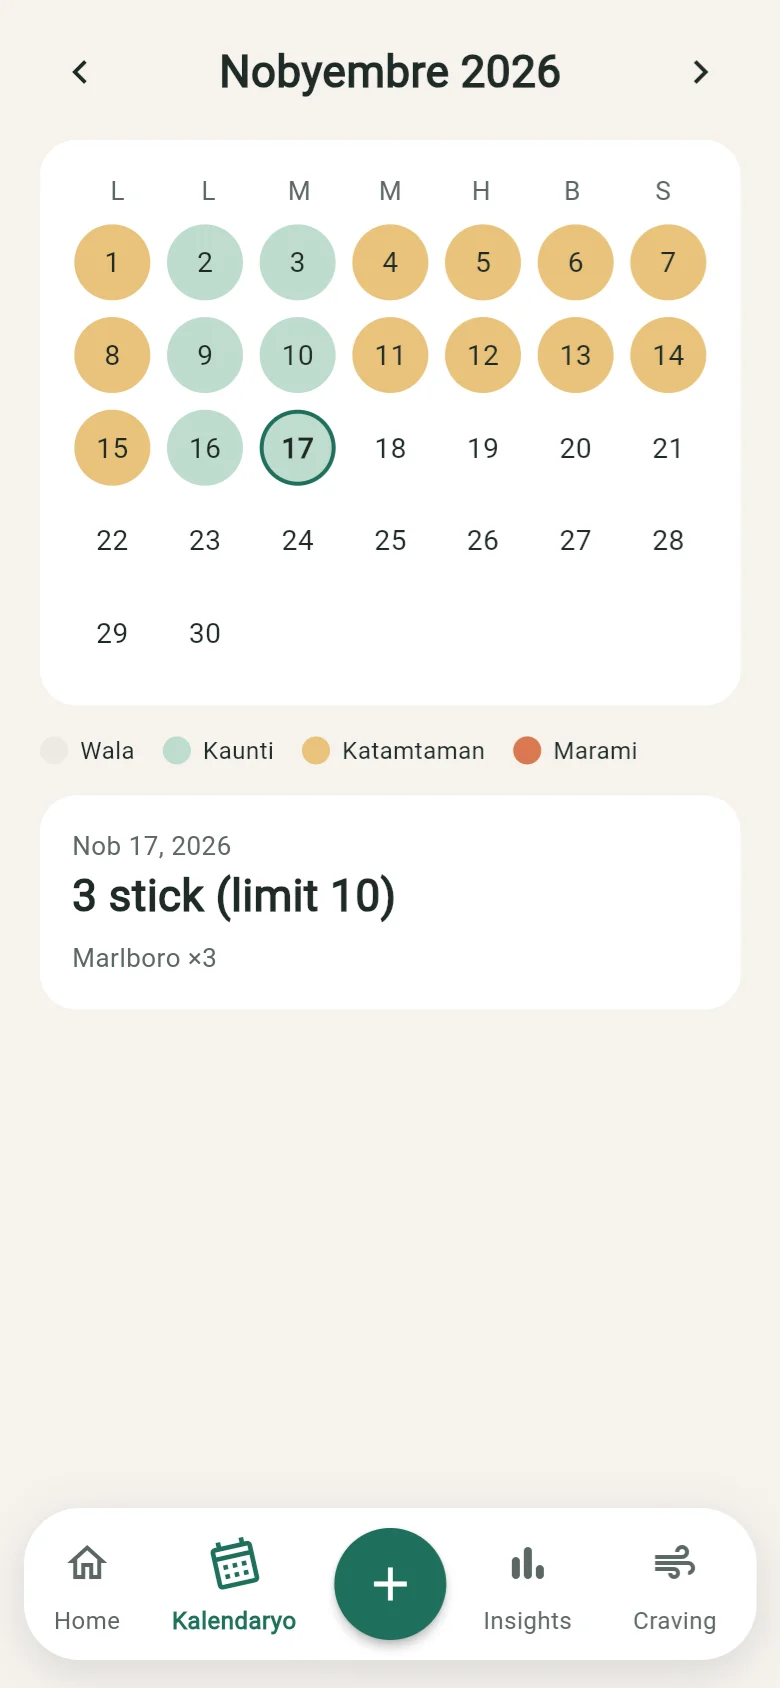 Nobyembre 2026
L L M M H B S
1 2 3 4 5 6 7
8 9 10 11 12 13 14
15 16 17 18 19 20 21
22 23 24 25 26 27 28
29 30
Wala Kaunti Katamtaman Marami
Nob 17, 2026
3 stick (limit 10)
Marlboro ×3
Home Kalendaryo Insights Craving